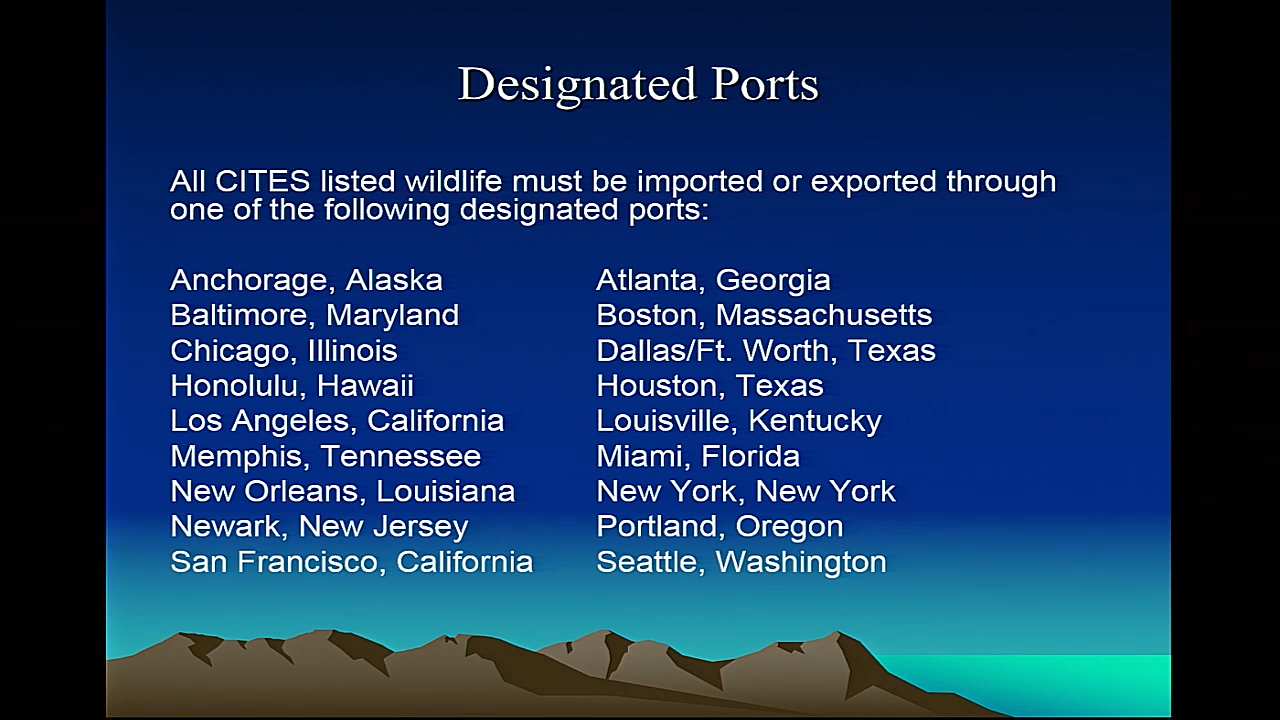 Designated Ports
All CITES listed wildlife must be imported or exported through
one of the following designated ports:
Anchorage, Alaska
Baltimore, Maryland
Chicago, Illinois
Honolulu, Hawaii
Los Angeles, California
Memphis, Tennessee
New Orleans, Louisiana
Newark, New Jersey
San Francisco, California
Atlanta, Georgia
Boston, Massachusetts
Dallas/Ft. Worth, Texas
Houston, Texas
Louisville, Kentucky
Miami, Florida
New York, New York
Portland, Oregon
Seattle, Washington